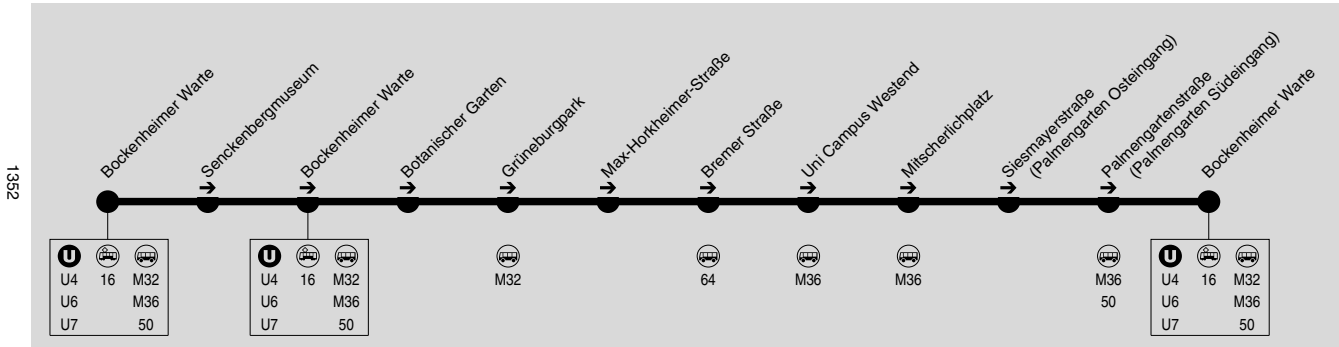 1352
Bockenheimer Warte
Senckenbergmuseum
Bockenheimer Warte
Botanischer Garten
Grüneburgpark
Max-Horkheimer-Straße
Bremer Straße
Uni Campus Westend
Mitscherlichplatz
Siesmayerstraße
(Palmengarten Osteingang)
Palmengartenstraße
(Palmengarten Südeingang)
Bockenheimer Warte
U
U4 16 M32
U6 M36
U7 50
U
U4 16 M32
U6 M36
U7 50
M32
64
M36
M36
M36
50
U
U4 16 M32
U6 M36
U7 50